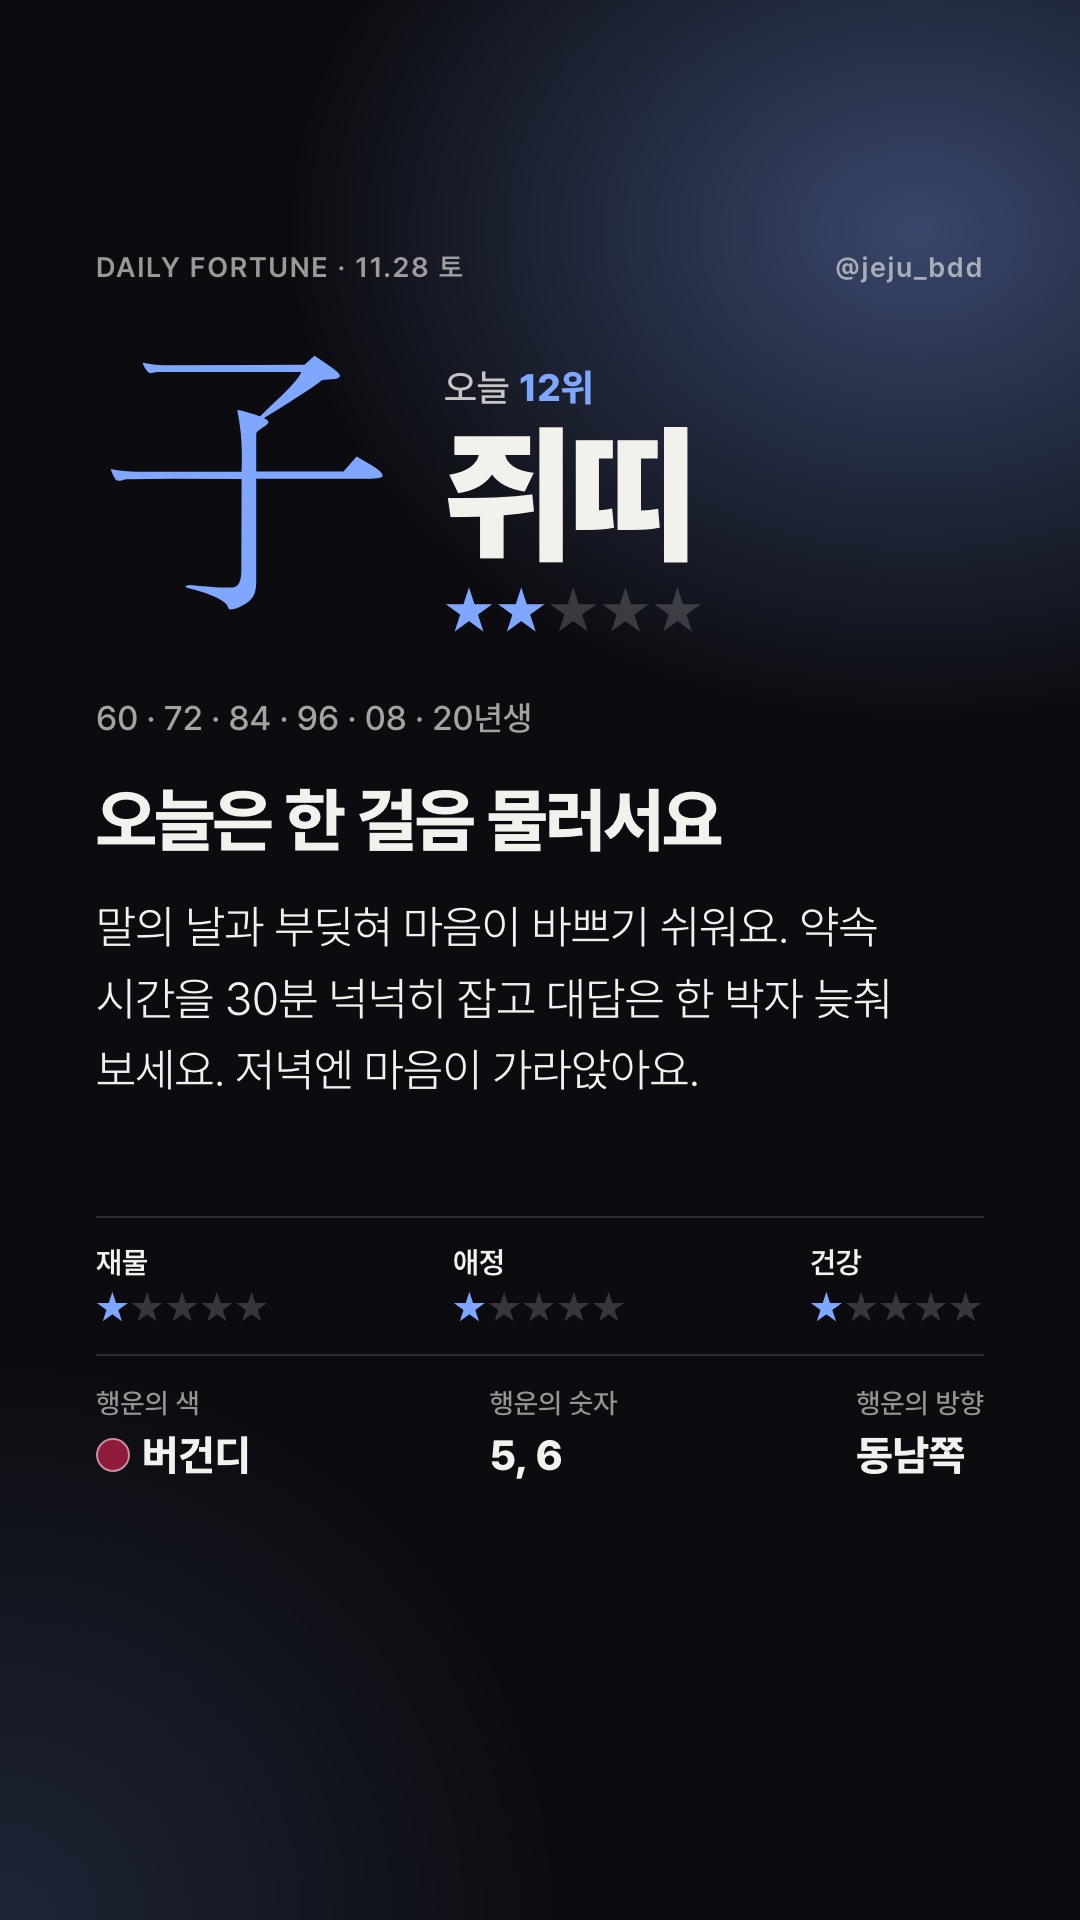 DAILY FORTUNE · 11.28 토
@jeju_bdd
子
오늘 12위
쥐띠
★★★★★
60 · 72 · 84 · 96 · 08 · 20년생
오늘은 한 걸음 물러서요
말의 날과 부딪혀 마음이 바쁘기 쉬워요. 약속
시간을 30분 넉넉히 잡고 대답은 한 박자 늦춰
보세요. 저녁엔 마음이 가라앉아요.
재물 애정 건강
★★★★★ ★★★★★ ★★★★★
행운의 색 행운의 숫자 행운의 방향
버건디 5, 6 동남쪽